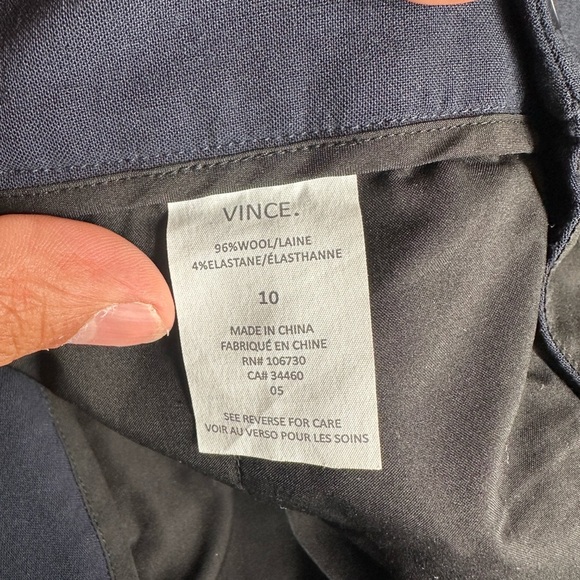 VINCE.
96%WOOL/LAINE
4%ELASTANE/ÉLASTHANNE
10
MADE IN CHINA
FABRIQUÉ EN CHINE
RN# 106730
CA# 34460
05
SEE REVERSE FOR CARE
VOIR AU VERSO POUR LES SOINS